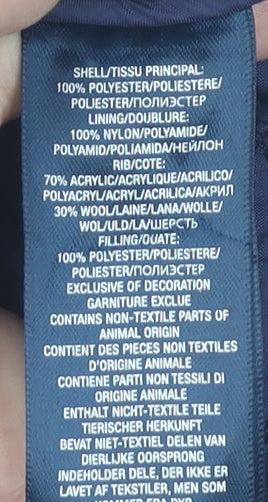 SHELL/TISSU PRINCIPAL:
100% POLYESTER/POLIESTERE/
POLIESTER/ПОЛИЭСТЕР
LINING/DOUBLURE:
100% NYLON/POLYAMIDE/
POLYAMID/POLIAMIDA/НЕЙЛОН
RIB/COTE:
70% ACRYLIC/ACRYLIQUE/ACRILICO/
POLYACRYL/ACRYL/ACRILICA/АКРИЛ
30% WOOL/LAINE/LANA/WOLLE/
WOL/ULD/LA/ШЕРСТЬ
FILLING/OUATE:
100% POLYESTER/POLIESTERE/
POLIESTER/ПОЛИЭСТЕР
EXCLUSIVE OF DECORATION
GARNITURE EXCLUE
CONTAINS NON-TEXTILE PARTS OF
ANIMAL ORIGIN
CONTIENT DES PIECES NON TEXTILES
D'ORIGINE ANIMALE
CONTIENE PARTI NON TESSILI DI
ORIGINE ANIMALE
ENTHALT NICHT-TEXTILE TEILE
TIERISCHER HERKUNFT
BEVAT NIET-TEXTIEL DELEN VAN
DIERLIJKE OORSPRONG
INDEHOLDER DELE, DER IKKE ER
LAVET AF TEKSTILER, MEN SOM